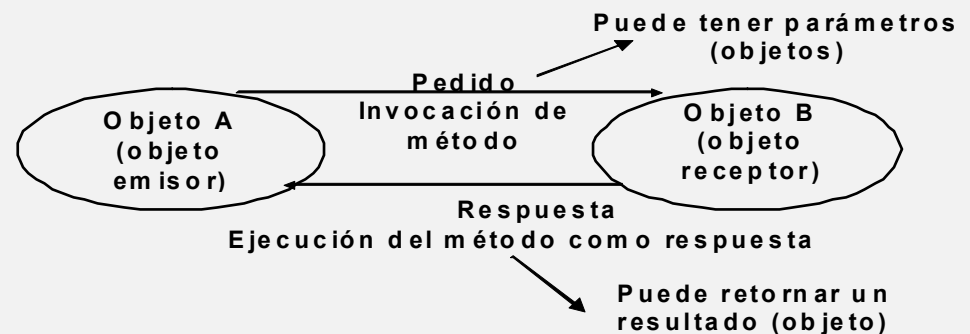 Puede tener parámetros
(objetos)
Pedido
Invocación de
método
Objeto A
(objeto
emisor)
Objeto B
(objeto
receptor)
Respuesta
Ejecución del método como respuesta
Puede retornar un
resultado (objeto)